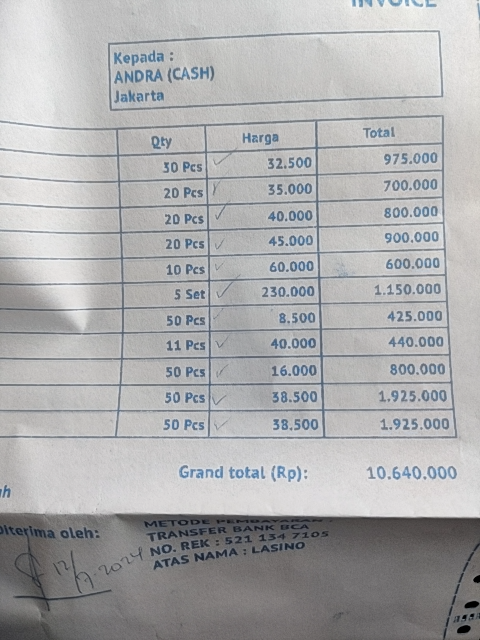 INVOICE
Kepada :
ANDRA (CASH)
Jakarta
Qty Harga Total
30 Pcs 32.500 975.000
20 Pcs 35.000 700.000
20 Pcs 40.000 800.000
20 Pcs 45.000 900.000
10 Pcs 60.000 600.000
5 Set 230.000 1.150.000
50 Pcs 8.500 425.000
11 Pcs 40.000 440.000
50 Pcs 16.000 800.000
50 Pcs 38.500 1.925.000
50 Pcs 38.500 1.925.000
Grand total (Rp): 10.640.000
Diterima oleh:
METODE PEMBAYARAN :
TRANSFER BANK BCA
NO. REK : 521 134 7105
ATAS NAMA : LASINO